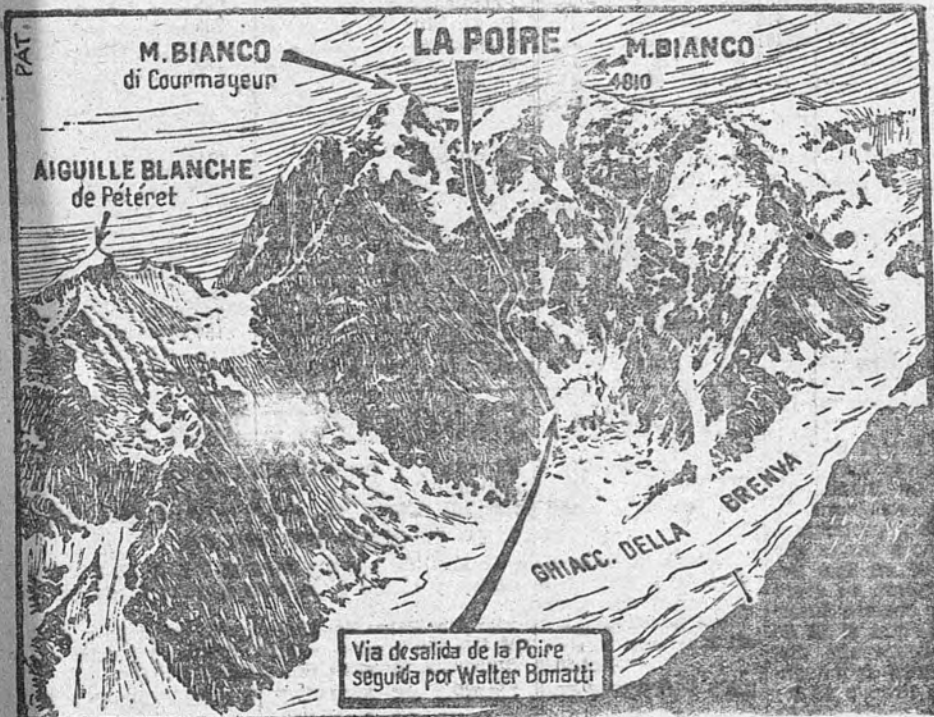 PAT.
M. BIANCO
di Courmayeur
LA POIRE
M. BIANCO
4810
AIGUILLE BLANCHE
de Pétéret
GHIACC. DELLA BRENVA
Via desalida de la Poire
seguida por Walter Bonatti